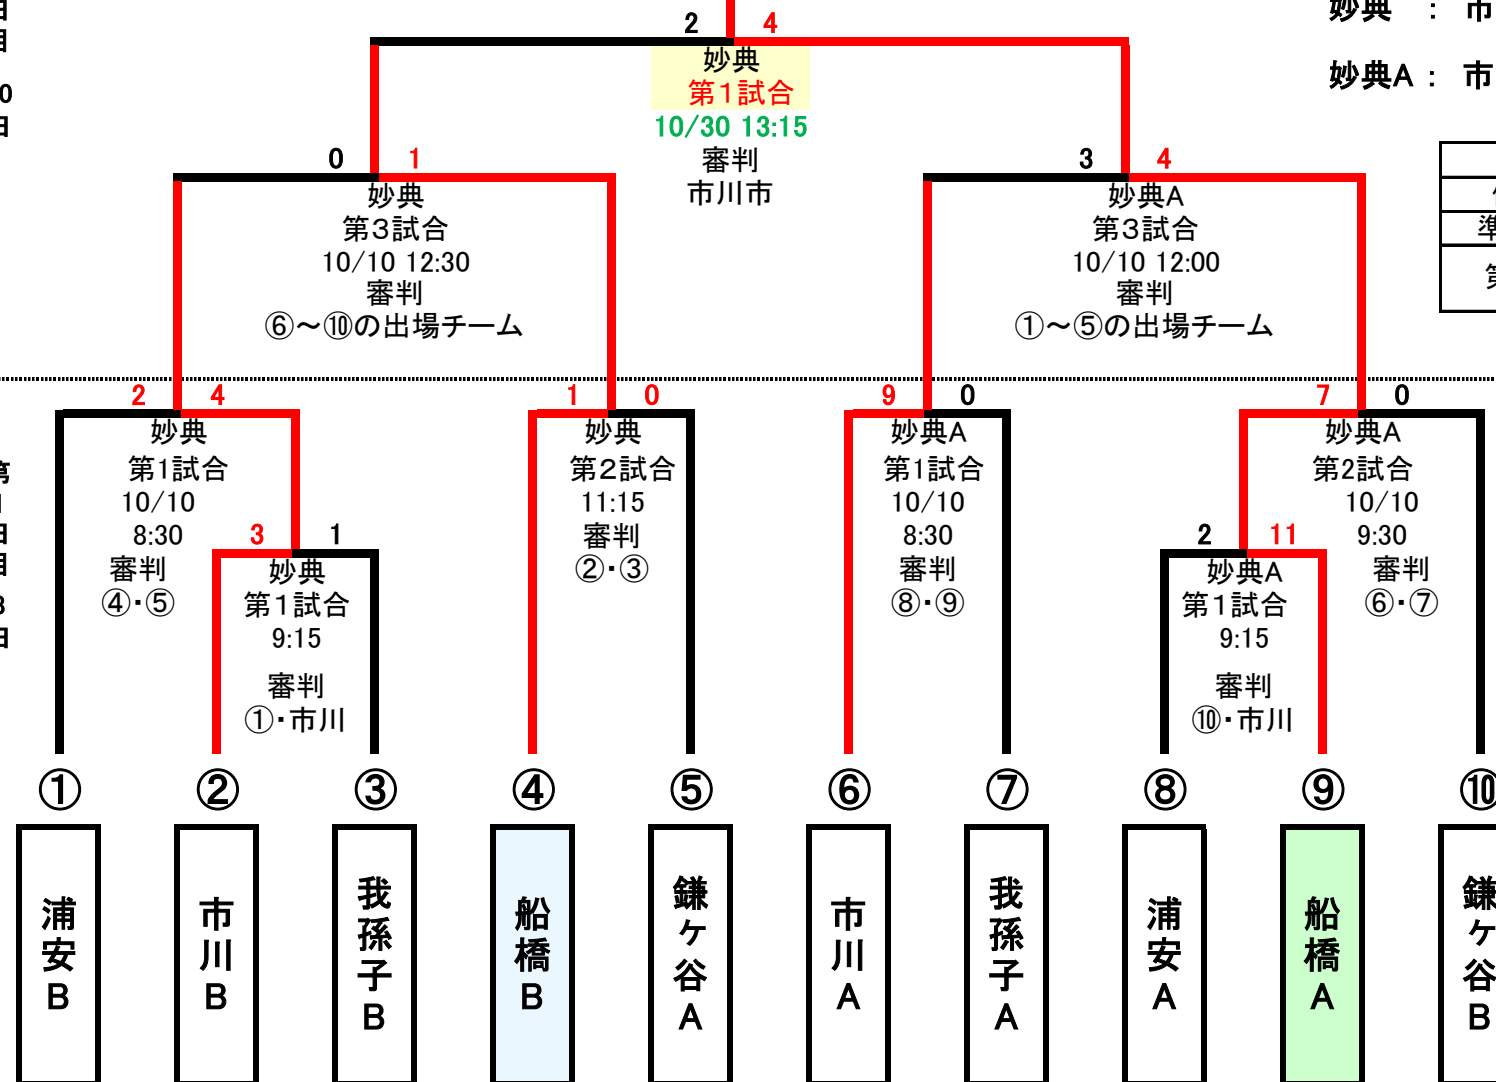 2 4
妙典 : 市
妙典
第1試合
10/30 13:15
審判
市川市
妙典A : 市
0 1
妙典
第3試合
10/10 12:30
審判
⑥～⑩の出場チーム
3 4
妙典A
第3試合
10/10 12:00
審判
①～⑤の出場チーム
準
第
2 4
妙典
第1試合
10/10
8:30
審判
④・⑤
3 1
妙典
第1試合
9:15
審判
①・市川
1 0
妙典
第2試合
11:15
審判
②・③
9 0
妙典A
第1試合
10/10
8:30
審判
⑧・⑨
7 0
妙典A
第2試合
10/10
9:30
審判
⑥・⑦
2 11
妙典A
第1試合
9:15
審判
⑩・市川
① ② ③ ④ ⑤ ⑥ ⑦ ⑧ ⑨ ⑩
浦安B
市川B
我孫子B
船橋B
鎌ケ谷A
市川A
我孫子A
浦安A
船橋A
鎌ケ谷B